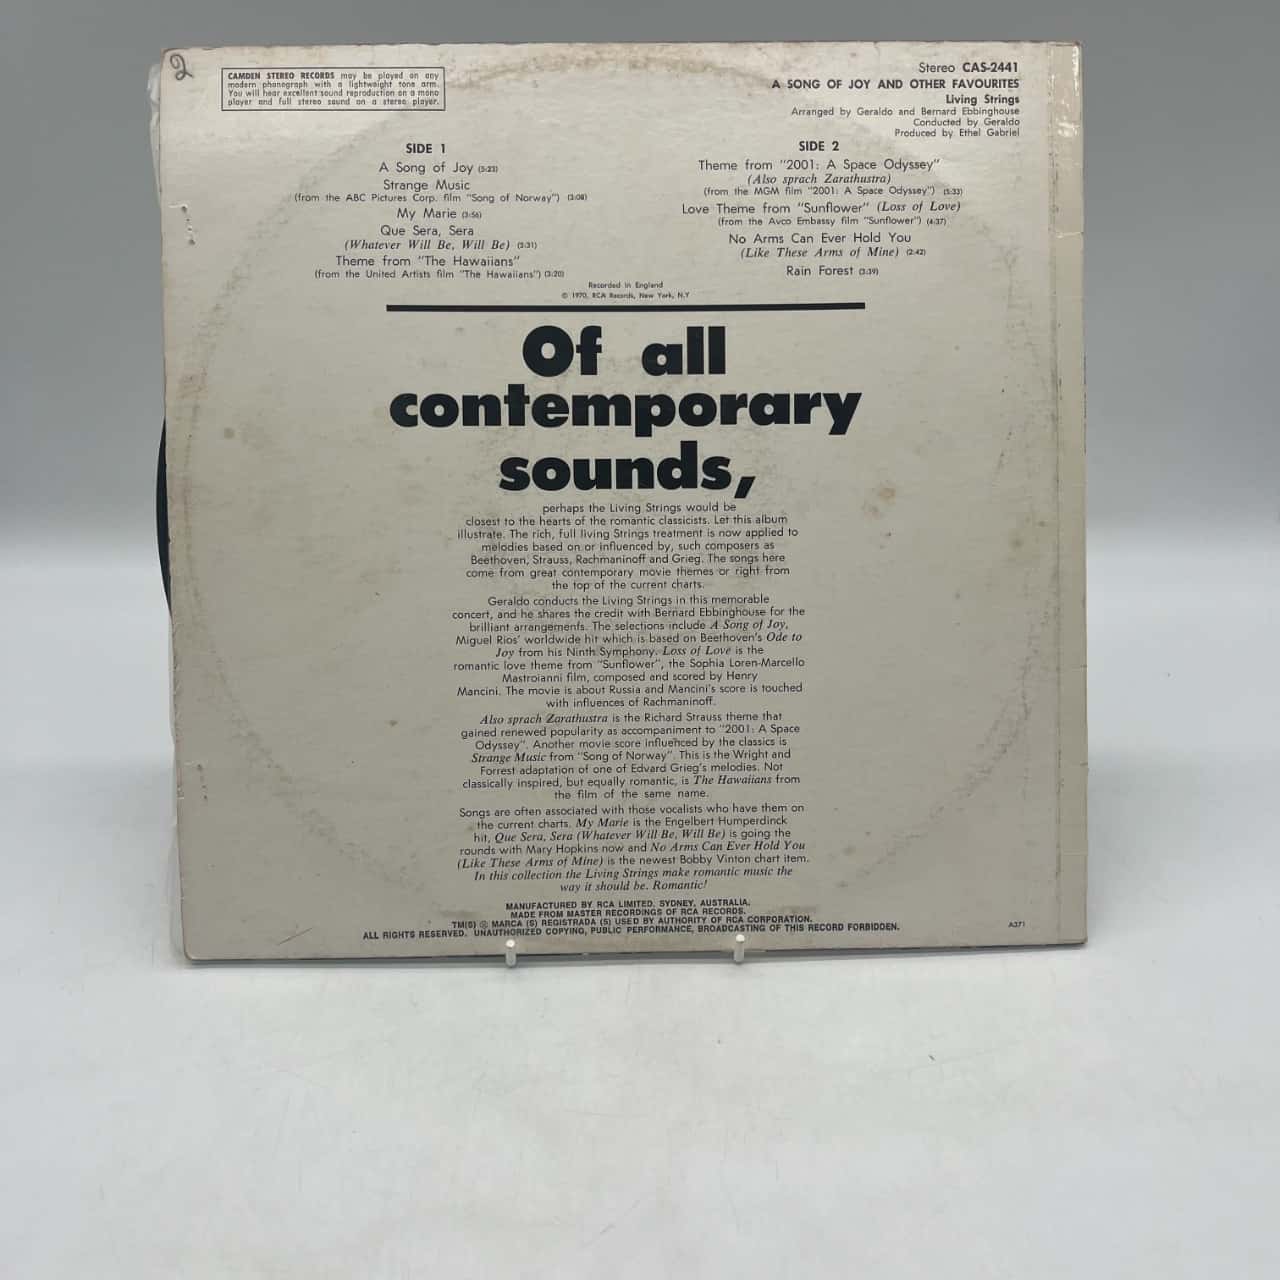 2
CAMDEN STEREO RECORDS may be played on any
modern phonograph with a lightweight tone arm.
You will hear excellent sound reproduction on a mono
player and full stereo sound on a stereo player.
Stereo CAS-2441
A SONG OF JOY AND OTHER FAVOURITES
Living Strings
Arranged by Geraldo and Bernard Ebbinghouse
Conducted by Geraldo
Produced by Ethel Gabriel
SIDE 1
A Song of Joy (3:23)
Strange Music
(from the ABC Pictures Corp. film "Song of Norway") (3:08)
My Marie (3:56)
Que Sera, Sera
(Whatever Will Be, Will Be) (2:31)
Theme from "The Hawaiians"
(from the United Artists film "The Hawaiians") (3:20)
SIDE 2
Theme from "2001: A Space Odyssey"
(Also sprach Zarathustra)
(from the MGM film "2001: A Space Odyssey")
Love Theme from "Sunflower" (Loss of Love)
(from the Avco Embassy film "Sunflower") (4:37)
No Arms Can Ever Hold You
(Like These Arms of Mine) (2:42)
Rain Forest (3:39)
Recorded in England
© 1970, RCA Records, New York, N.Y
Of all
contemporary
sounds,
perhaps the Living Strings would be
closest to the hearts of the romantic classicists. Let this album
illustrate. The rich, full living Strings treatment is now applied to
melodies based on or influenced by, such composers as
Beethoven, Strauss, Rachmaninoff and Grieg. The songs here
come from great contemporary movie themes or right from
the top of the current charts.
Geraldo conducts the Living Strings in this memorable
concert, and he shares the credit with Bernard Ebbinghouse for the
brilliant arrangements. The selections include A Song of Joy,
Miguel Rios' worldwide hit which is based on Beethoven's Ode to
Joy from his Ninth Symphony. Loss of Love is the
romantic love theme from "Sunflower", the Sophia Loren-Marcello
Mastroianni film, composed and scored by Henry
Mancini. The movie is about Russia and Mancini's score is touched
with influences of Rachmaninoff.
Also sprach Zarathustra is the Richard Strauss theme that
gained renewed popularity as accompaniment to "2001: A Space
Odyssey". Another movie score influenced by the classics is
Strange Music from "Song of Norway". This is the Wright and
Forrest adaptation of one of Edvard Grieg's melodies. Not
classically inspired, but equally romantic, is The Hawaiians from
the film of the same name.
Songs are often associated with those vocalists who have them on
the current charts. My Marie is the Engelbert Humperdinck
hit, Que Sera, Sera (Whatever Will Be, Will Be) is going the
rounds with Mary Hopkins now and No Arms Can Ever Hold You
(Like These Arms of Mine) is the newest Bobby Vinton chart item.
In this collection the Living Strings make romantic music the
way it should be. Romantic!
MANUFACTURED BY RCA LIMITED, SYDNEY, AUSTRALIA.
MADE FROM MASTER RECORDINGS OF RCA RECORDS.
TM(S) ® MARCA (S) REGISTRADA (S) USED BY AUTHORITY OF RCA CORPORATION.
ALL RIGHTS RESERVED. UNAUTHORIZED COPYING, PUBLIC PERFORMANCE, BROADCASTING OF THIS RECORD FORBIDDEN.
A371